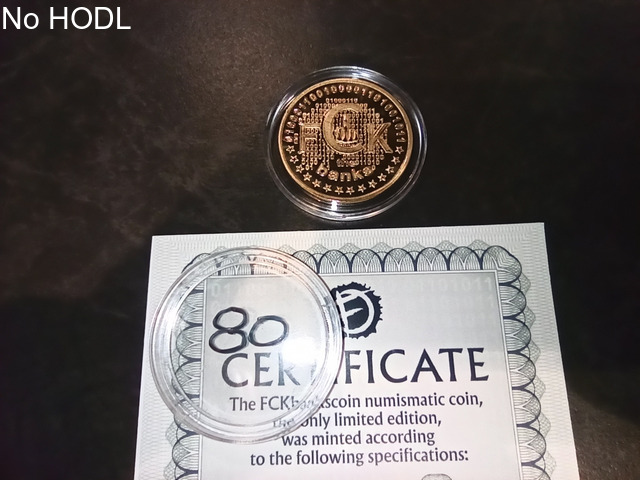 No HODL
FCK
banks
80
CERTIFICATE
The FCKbankscoin numismatic coin,
the only limited edition,
was minted according
to the following specifications: